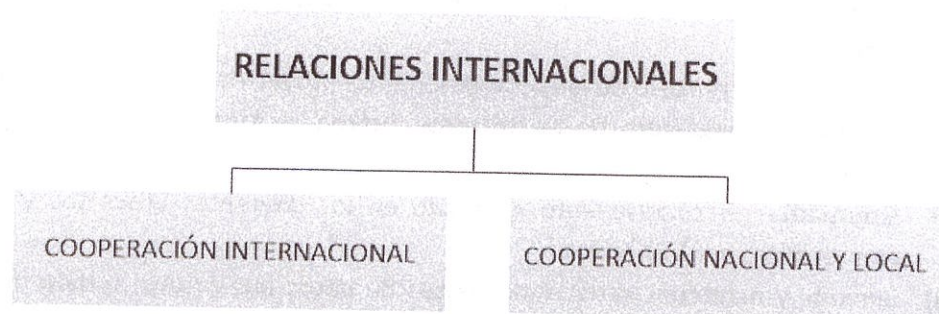 RELACIONES INTERNACIONALES
COOPERACIÓN INTERNACIONAL
COOPERACIÓN NACIONAL Y LOCAL